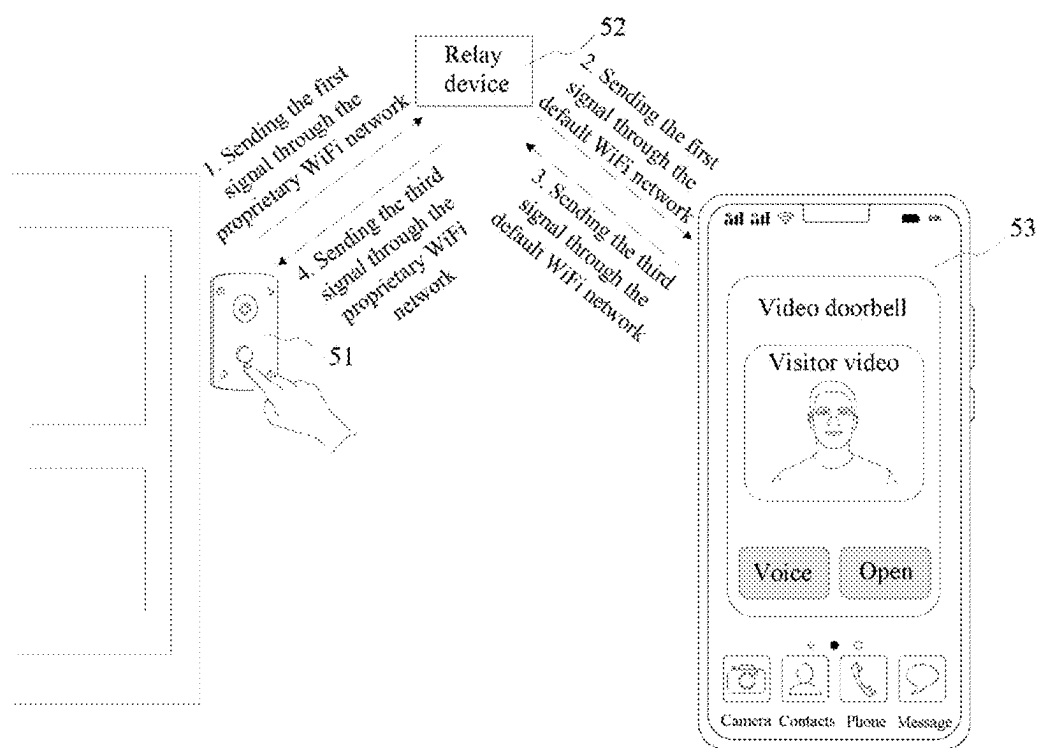 52
Relay
device
1. Sending the first
signal through the
proprietary WiFi network
2. Sending the first
signal through the
default WiFi network
3. Sending the third
signal through the
default WiFi network
4. Sending the third
signal through the
proprietary WiFi
network
51
53
Video doorbell
Visitor video
Voice
Open
Camera Contacts Phone Message